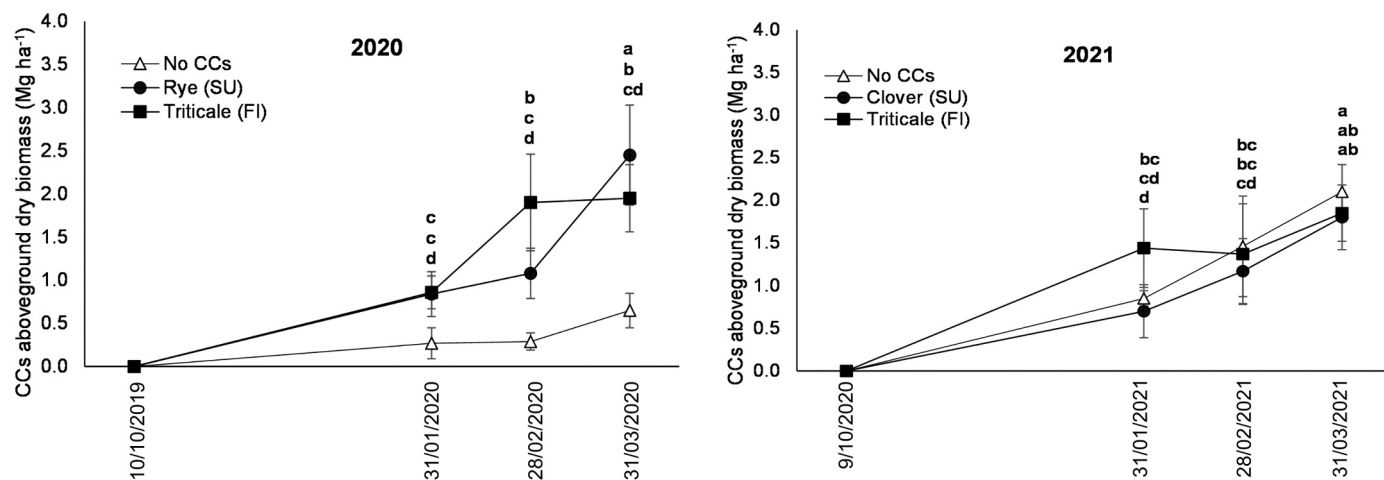 2020
No CCs
Rye (SU)
Triticale (FI)
CCs aboveground dry biomass (Mg ha⁻¹)
4.0
3.5
3.0
2.5
2.0
1.5
1.0
0.5
0.0
c
c
d
b
c
d
a
b
cd
10/10/2019
31/01/2020
28/02/2020
31/03/2020
2021
No CCs
Clover (SU)
Triticale (FI)
CCs aboveground dry biomass (Mg ha⁻¹)
4.0
3.5
3.0
2.5
2.0
1.5
1.0
0.5
0.0
bc
cd
d
bc
bc
cd
a
ab
ab
9/10/2020
31/01/2021
28/02/2021
31/03/2021